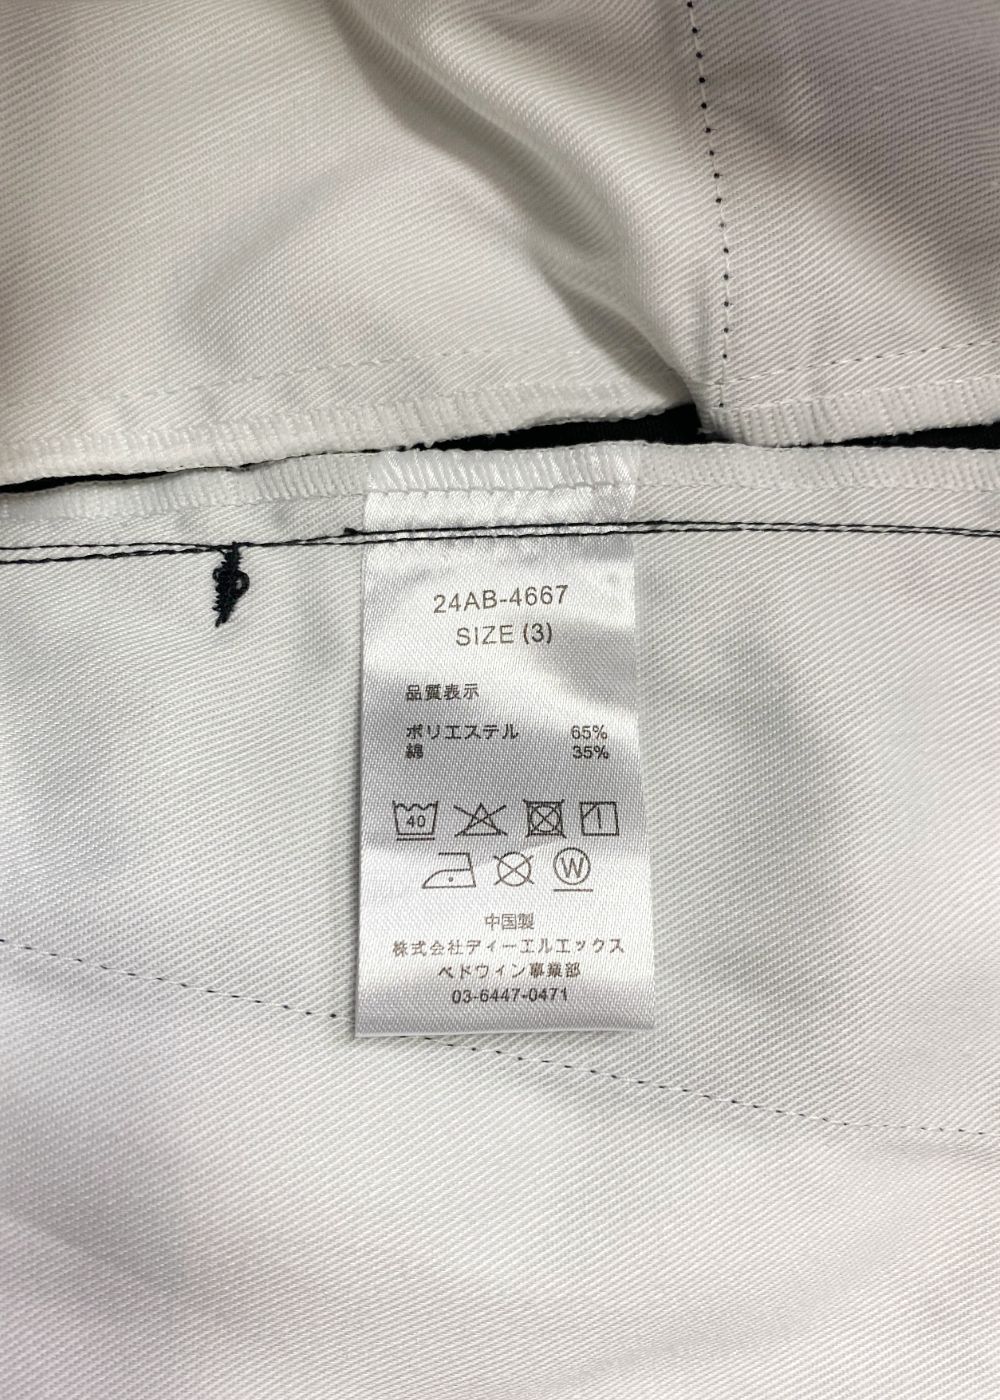 24AB-4667
SIZE (3)
品質表示
ポリエステル 65%
綿 35%
40
W
中国製
株式会社ディーエルエックス
ベドウィン事業部
03-6447-0471